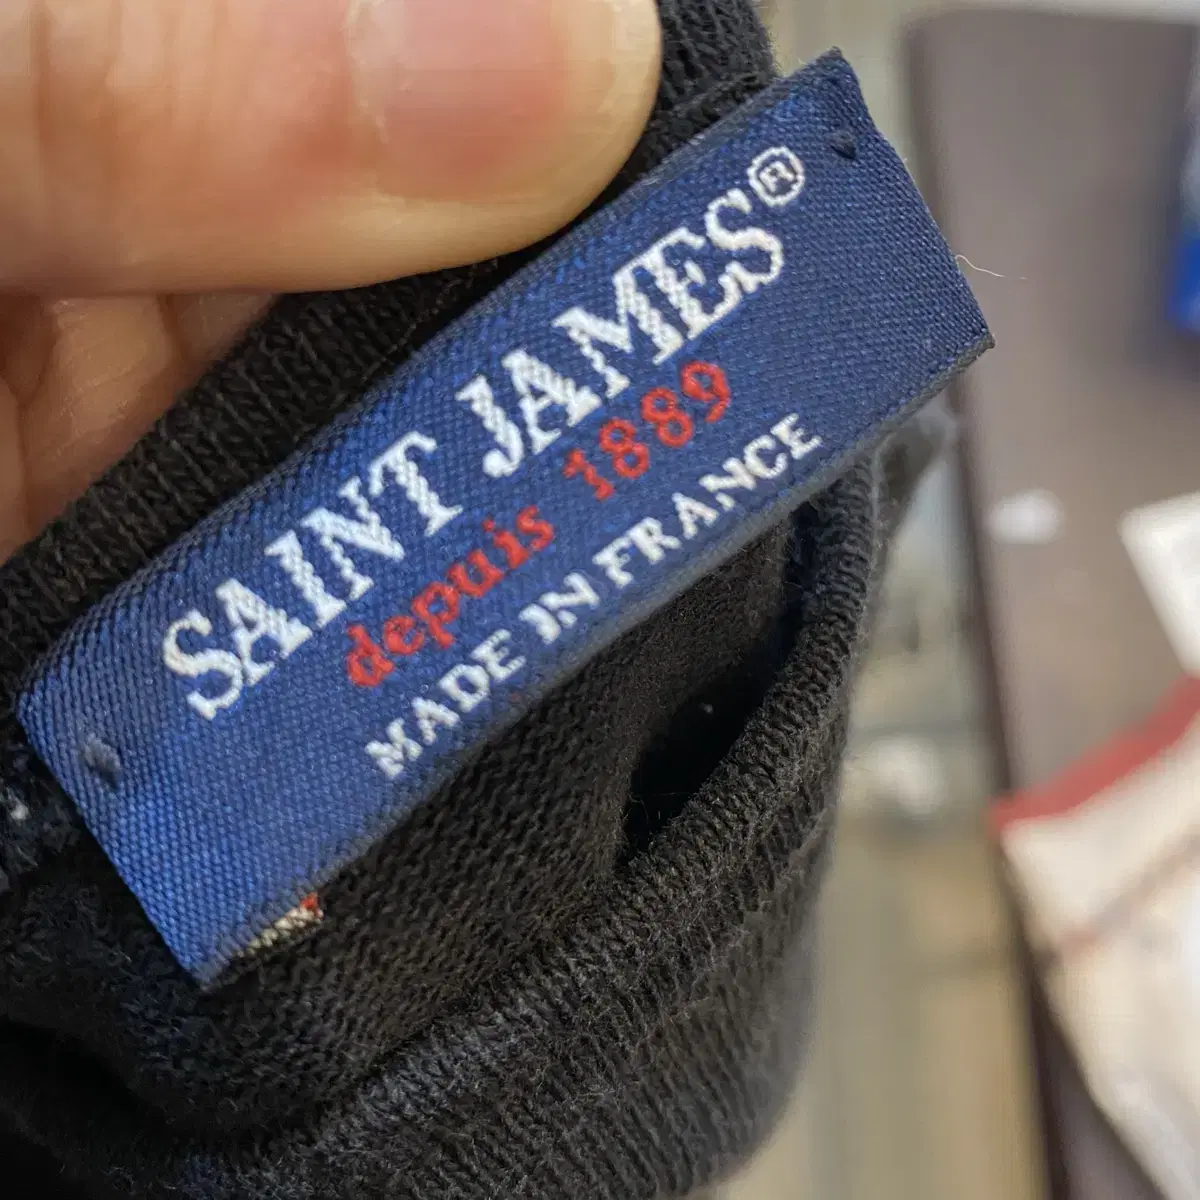 SAINT JAMES®
depuis 1889
MADE IN FRANCE